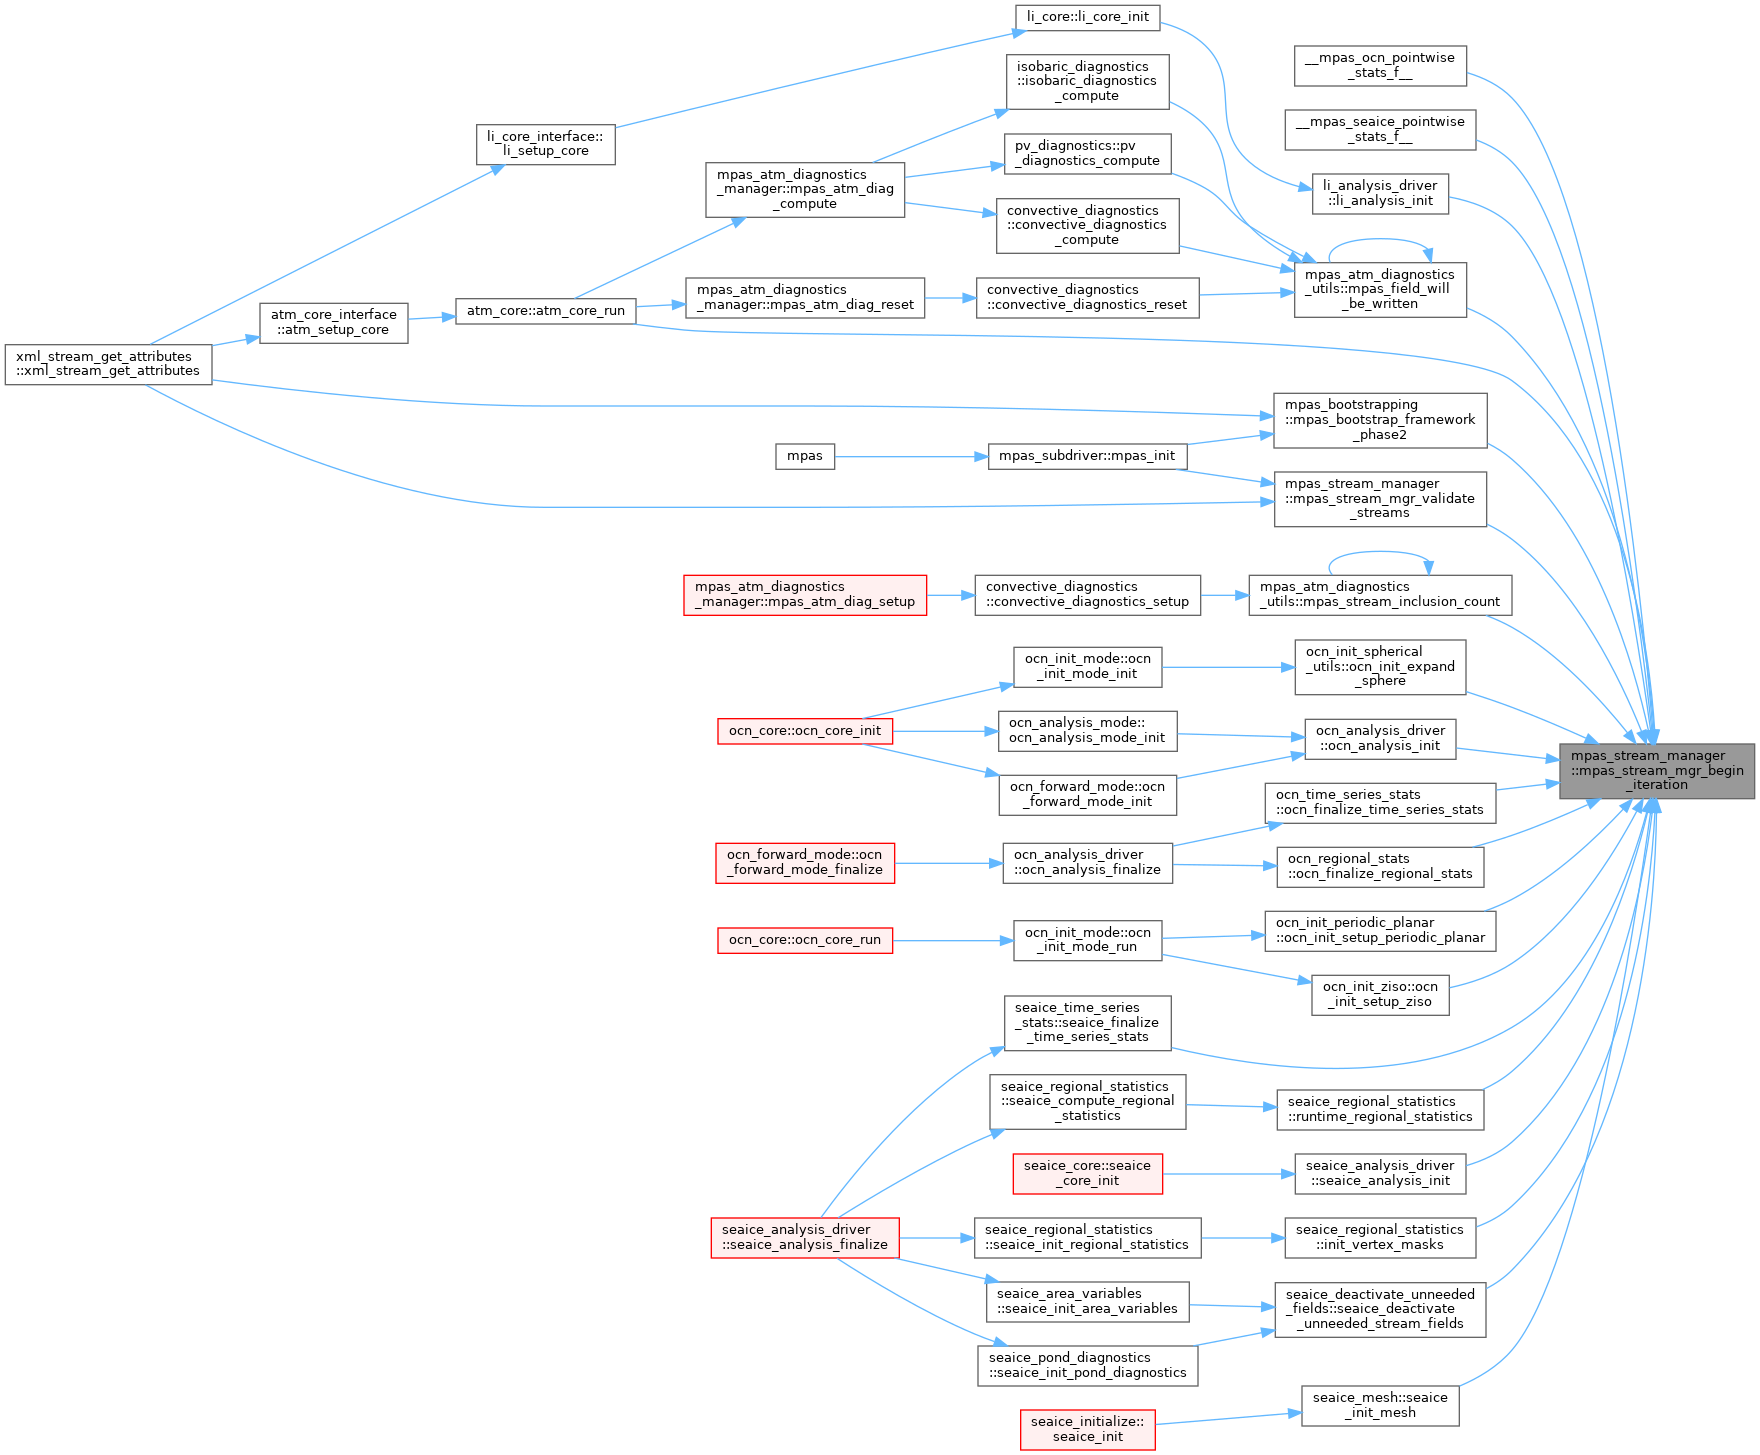 li_core::li_core_init
__mpas_ocn_pointwise
_stats_f__
isobaric_diagnostics
::isobaric_diagnostics
_compute
__mpas_seaice_pointwise
_stats_f__
li_core_interface::
li_setup_core
pv_diagnostics::pv
_diagnostics_compute
mpas_atm_diagnostics
_manager::mpas_atm_diag
_compute
li_analysis_driver
::li_analysis_init
convective_diagnostics
::convective_diagnostics
_compute
mpas_atm_diagnostics
_utils::mpas_field_will
_be_written
mpas_atm_diagnostics
_manager::mpas_atm_diag_reset
convective_diagnostics
::convective_diagnostics_reset
atm_core_interface
::atm_setup_core
atm_core::atm_core_run
xml_stream_get_attributes
::xml_stream_get_attributes
mpas_bootstrapping
::mpas_bootstrap_framework
_phase2
mpas
mpas_subdriver::mpas_init
mpas_stream_manager
::mpas_stream_mgr_validate
_streams
mpas_atm_diagnostics
_manager::mpas_atm_diag_setup
convective_diagnostics
::convective_diagnostics_setup
mpas_atm_diagnostics
_utils::mpas_stream_inclusion_count
ocn_init_mode::ocn
_init_mode_init
ocn_init_spherical
_utils::ocn_init_expand
_sphere
ocn_core::ocn_core_init
ocn_analysis_mode::
ocn_analysis_mode_init
ocn_analysis_driver
::ocn_analysis_init
mpas_stream_manager
::mpas_stream_mgr_begin
_iteration
ocn_forward_mode::ocn
_forward_mode_init
ocn_time_series_stats
::ocn_finalize_time_series_stats
ocn_forward_mode::ocn
_forward_mode_finalize
ocn_analysis_driver
::ocn_analysis_finalize
ocn_regional_stats
::ocn_finalize_regional_stats
ocn_core::ocn_core_run
ocn_init_mode::ocn
_init_mode_run
ocn_init_periodic_planar
::ocn_init_setup_periodic_planar
ocn_init_ziso::ocn
_init_setup_ziso
seaice_time_series
_stats::seaice_finalize
_time_series_stats
seaice_regional_statistics
::seaice_compute_regional
_statistics
seaice_regional_statistics
::runtime_regional_statistics
seaice_core::seaice
_core_init
seaice_analysis_driver
::seaice_analysis_init
seaice_analysis_driver
::seaice_analysis_finalize
seaice_regional_statistics
::seaice_init_regional_statistics
seaice_regional_statistics
::init_vertex_masks
seaice_area_variables
::seaice_init_area_variables
seaice_deactivate_unneeded
_fields::seaice_deactivate
_unneeded_stream_fields
seaice_pond_diagnostics
::seaice_init_pond_diagnostics
seaice_mesh::seaice
_init_mesh
seaice_initialize::
seaice_init